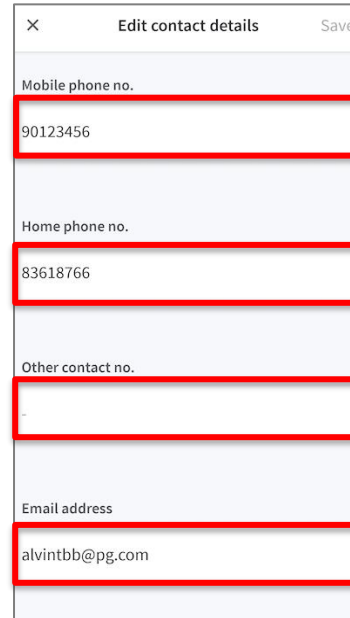 × Edit contact details Save
Mobile phone no.
90123456
Home phone no.
83618766
Other contact no.
-
Email address
alvintbb@pg.com